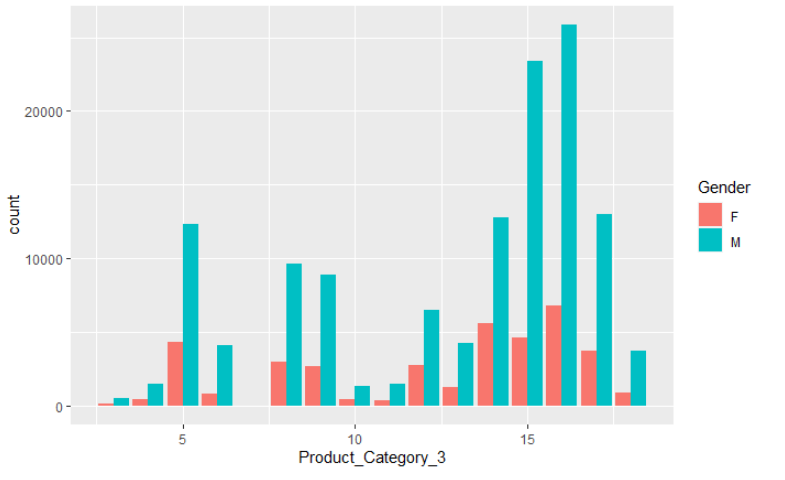 20000
10000
0
count
5 10 15
Product_Category_3
Gender
F
M